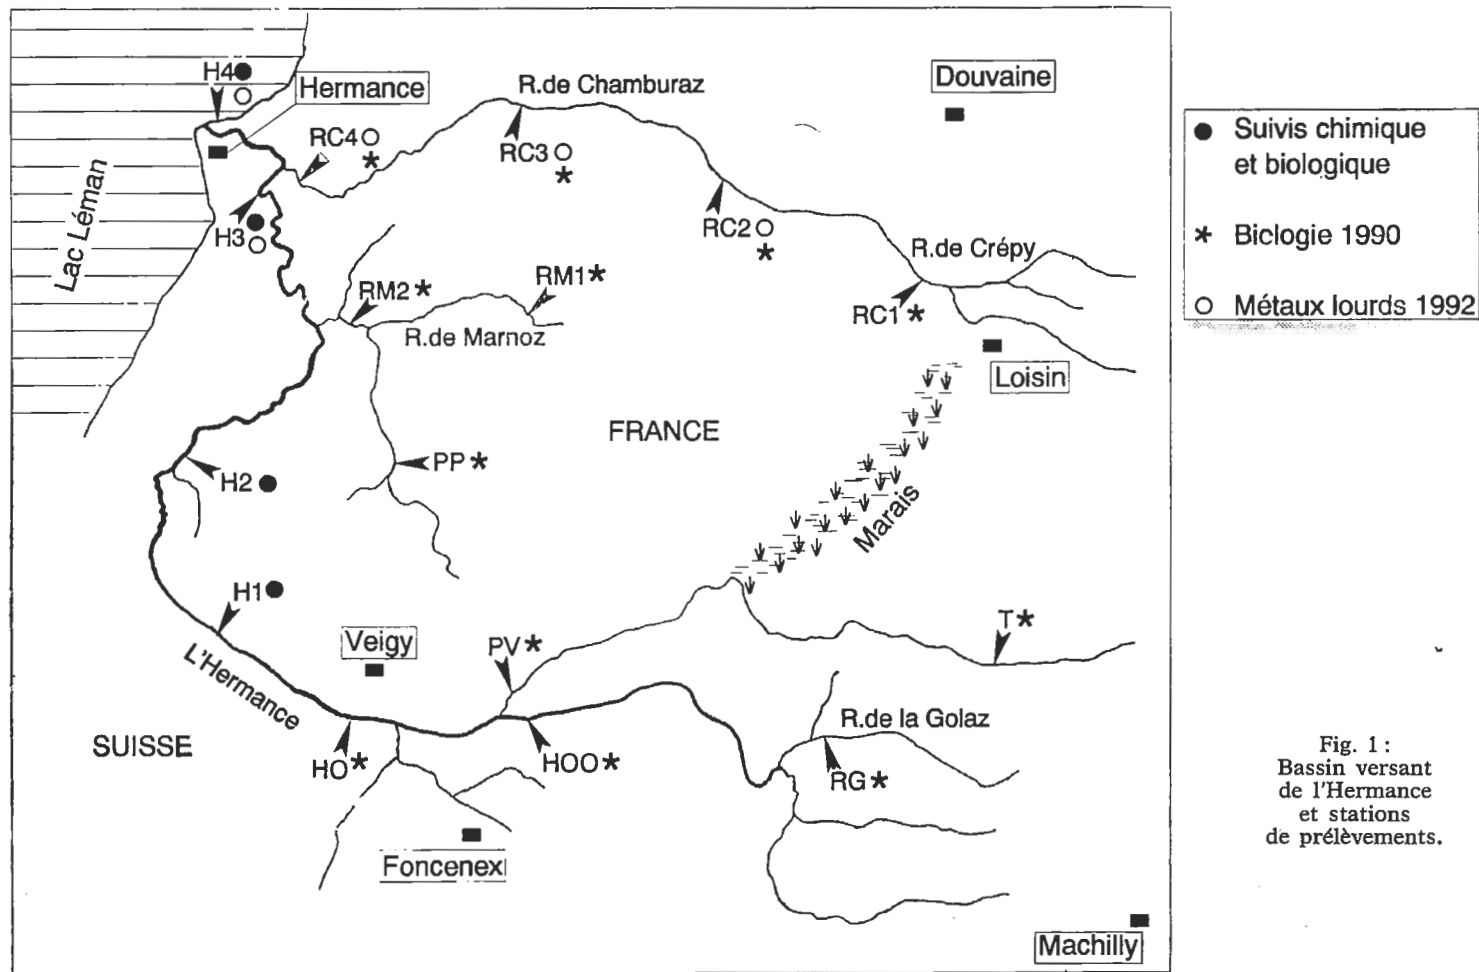 H4
Hermance
R.de Chamburaz
Douvaine
RC4
*
RC3
*
Lac Léman
H3
RC2
*
R.de Crépy
RM2*
RM1*
RC1*
R.de Marnoz
Loisin
FRANCE
PP*
H2
Marais
H1
T*
Veigy
PV*
L'Hermance
R.de la Golaz
SUISSE
HO*
HOO*
RG*
Foncenex
Machilly
● Suivis chimique
et biologique
* Biclogie 1990
○ Métaux lourds 1992
Fig. 1 :
Bassin versant
de l'Hermance
et stations
de prélèvements.